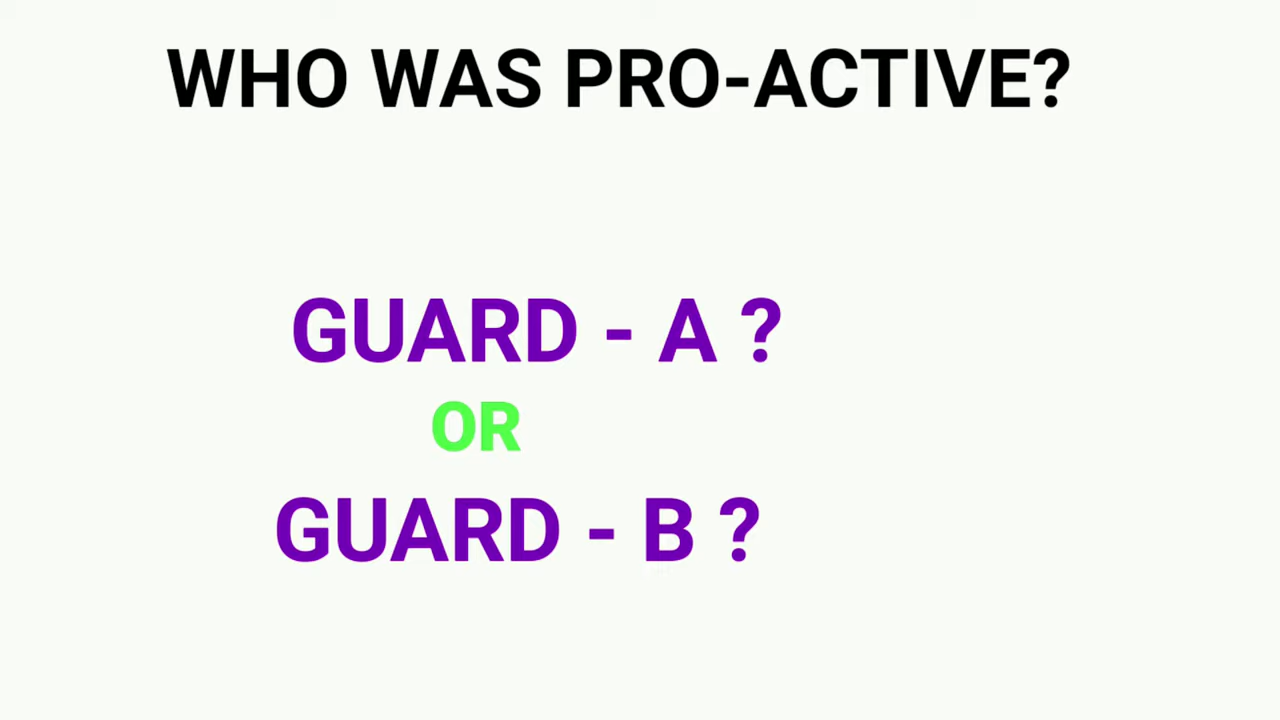 WHO WAS PRO-ACTIVE?
GUARD - A ?
OR
GUARD - B ?